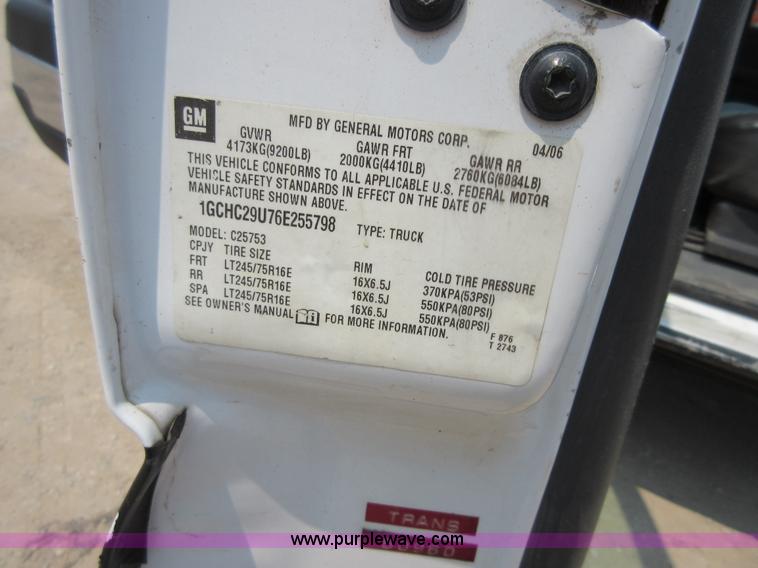 GM
MFD BY GENERAL MOTORS CORP.
04/06
GVWR GAWR FRT GAWR RR
4173KG(9200LB) 2000KG(4410LB) 2760KG(6084LB)
THIS VEHICLE CONFORMS TO ALL APPLICABLE U.S. FEDERAL MOTOR
VEHICLE SAFETY STANDARDS IN EFFECT ON THE DATE OF
MANUFACTURE SHOWN ABOVE.
1GCHC29U76E255798 TYPE: TRUCK
MODEL: C25753
CPJY TIRE SIZE RIM COLD TIRE PRESSURE
FRT LT245/75R16E 16X6.5J 370KPA(53PSI)
RR LT245/75R16E 16X6.5J 550KPA(80PSI)
SPA LT245/75R16E 16X6.5J 550KPA(80PSI)
SEE OWNER'S MANUAL FOR MORE INFORMATION.
F 876
T 2743
TRANS
www.purplewave.com